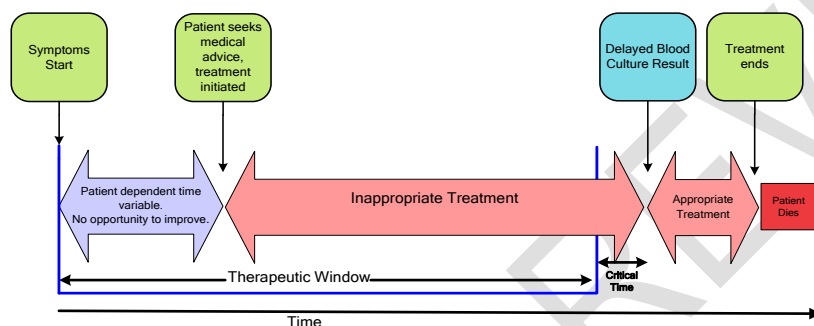 Symptoms
Start
Patient seeks
medical
advice,
treatment
initiated
Delayed Blood
Culture Result
Treatment
ends
Patient dependent time
variable.
No opportunity to improve.
Inappropriate Treatment
Appropriate
Treatment
Patient
Dies
Therapeutic Window
Critical
Time
Time